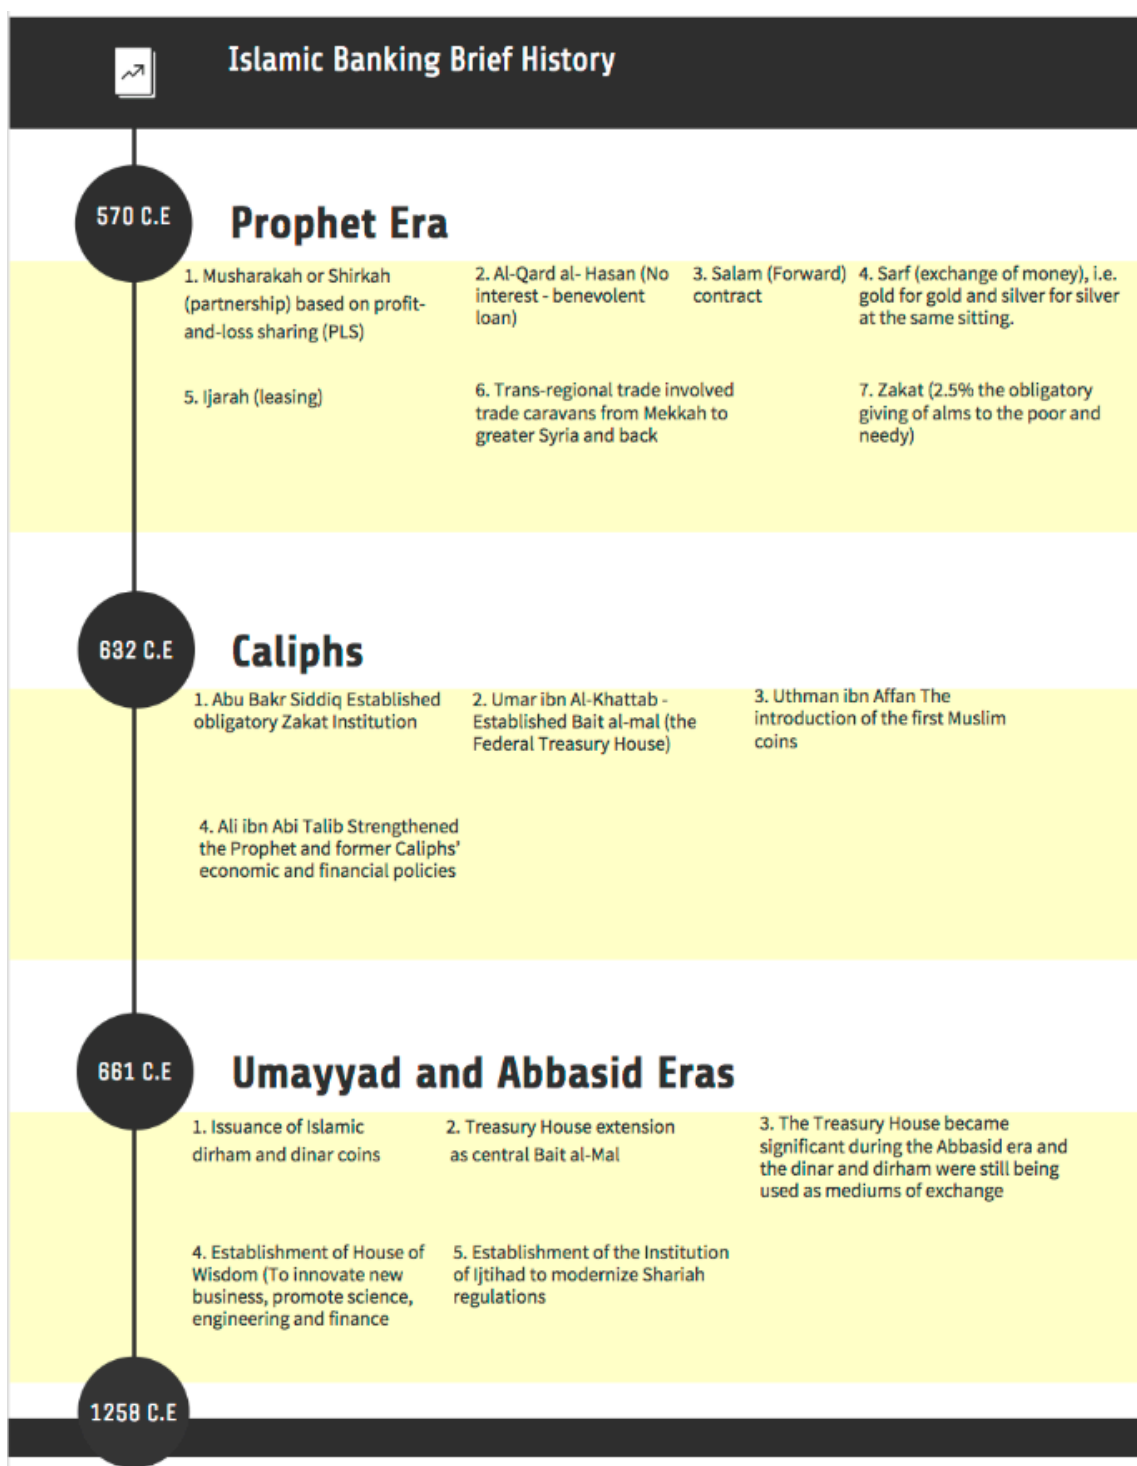 Islamic Banking Brief History
570 C.E
Prophet Era
1. Musharakah or Shirkah
(partnership) based on profit-
and-loss sharing (PLS)
2. Al-Qard al- Hasan (No
interest - benevolent
loan)
3. Salam (Forward)
contract
4. Sarf (exchange of money), i.e.
gold for gold and silver for silver
at the same sitting.
5. Ijarah (leasing)
6. Trans-regional trade involved
trade caravans from Mekkah to
greater Syria and back
7. Zakat (2.5% the obligatory
giving of alms to the poor and
needy)
632 C.E
Caliphs
1. Abu Bakr Siddiq Established
obligatory Zakat Institution
2. Umar ibn Al-Khattab -
Established Bait al-mal (the
Federal Treasury House)
3. Uthman ibn Affan The
introduction of the first Muslim
coins
4. Ali ibn Abi Talib Strengthened
the Prophet and former Caliphs’
economic and financial policies
661 C.E
Umayyad and Abbasid Eras
1. Issuance of Islamic
dirham and dinar coins
2. Treasury House extension
as central Bait al-Mal
3. The Treasury House became
significant during the Abbasid era and
the dinar and dirham were still being
used as mediums of exchange
4. Establishment of House of
Wisdom (To innovate new
business, promote science,
engineering and finance
5. Establishment of the Institution
of Ijtihad to modernize Shariah
regulations
1258 C.E